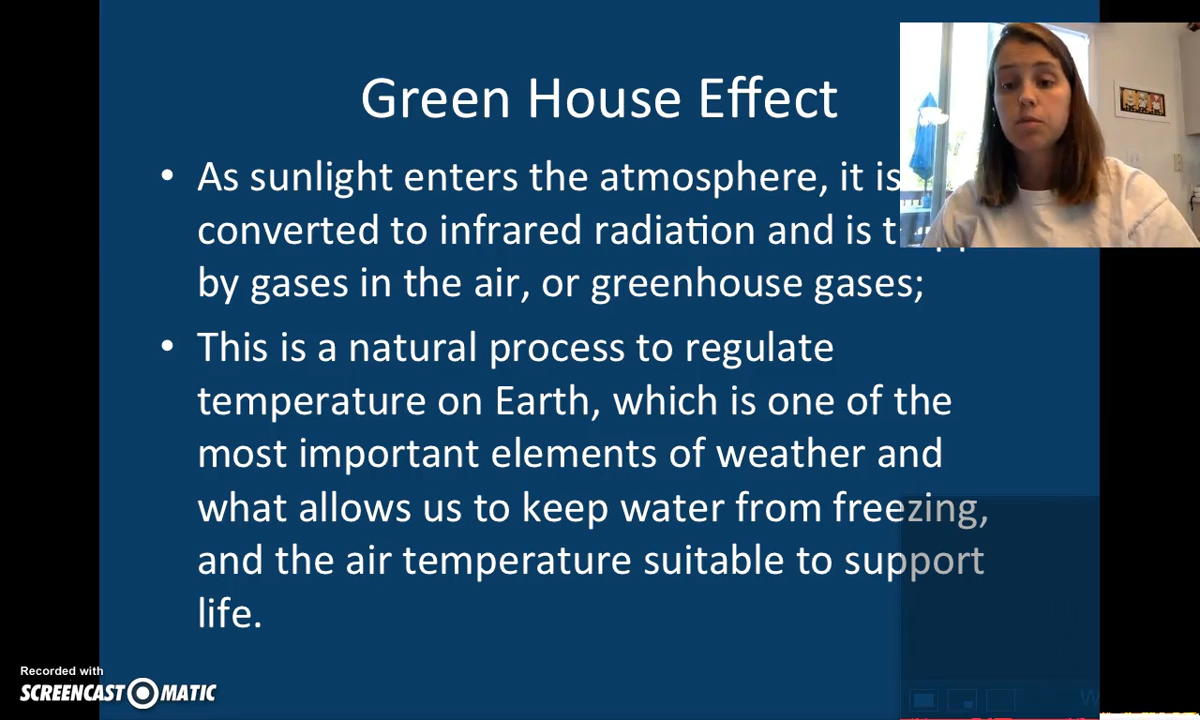 Green House Effect
• As sunlight enters the atmosphere, it is
converted to infrared radiation and is
by gases in the air, or greenhouse gases;
• This is a natural process to regulate
temperature on Earth, which is one of the
most important elements of weather and
what allows us to keep water from freezing,
and the air temperature suitable to support
life.
Recorded with
SCREENCAST-O-MATIC